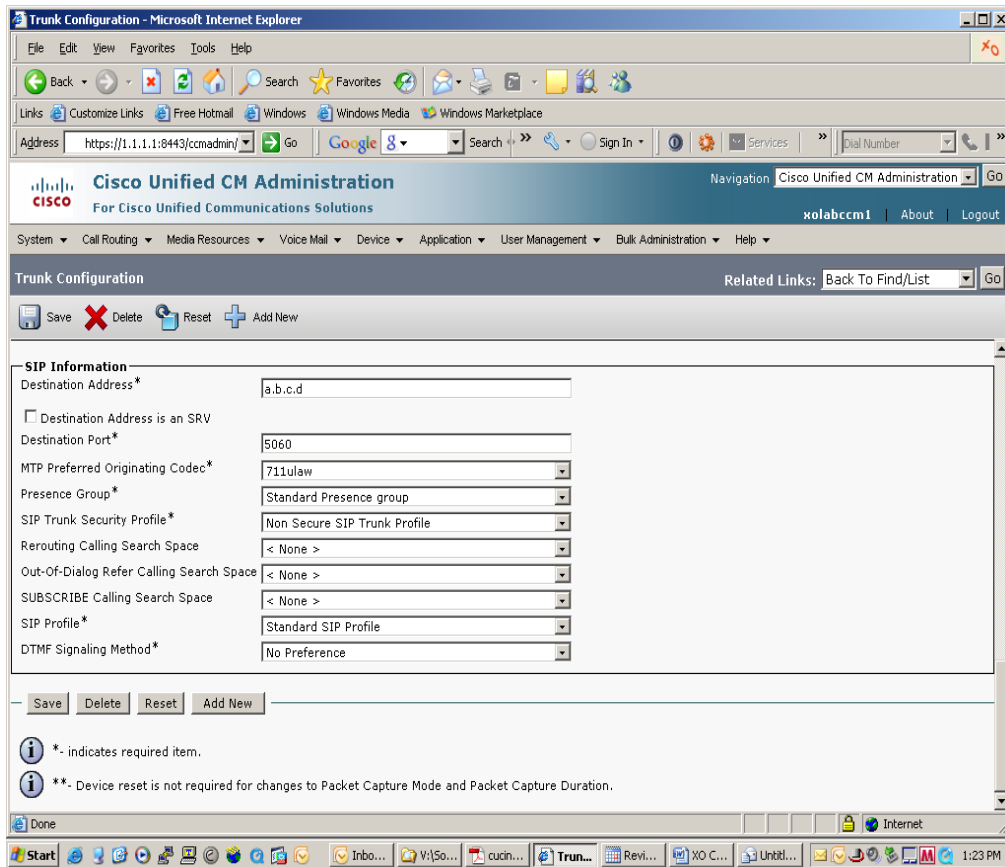 Trunk Configuration - Microsoft Internet Explorer
File Edit View Favorites Tools Help
XO
Back Search Favorites
Links Customize Links Free Hotmail Windows Windows Media Windows Marketplace
Address https://1.1.1.1:8443/ccmadmin/ Go Google Search » Sign In Services » Dial Number »
cisco
Cisco Unified CM Administration
For Cisco Unified Communications Solutions
Navigation Cisco Unified CM Administration Go
xolabccm1 | About | Logout
System Call Routing Media Resources Voice Mail Device Application User Management Bulk Administration Help
Trunk Configuration
Related Links: Back To Find/List Go
Save Delete Reset Add New
SIP Information
Destination Address* a.b.c.d
Destination Address is an SRV
Destination Port* 5060
MTP Preferred Originating Codec* 711ulaw
Presence Group* Standard Presence group
SIP Trunk Security Profile* Non Secure SIP Trunk Profile
Rerouting Calling Search Space < None >
Out-Of-Dialog Refer Calling Search Space < None >
SUBSCRIBE Calling Search Space < None >
SIP Profile* Standard SIP Profile
DTMF Signaling Method* No Preference
Save Delete Reset Add New
*- indicates required item.
**- Device reset is not required for changes to Packet Capture Mode and Packet Capture Duration.
Done Internet
Start Inbo... V:\So... cucin... Trun... Revi... XO C... Untitl... 1:23 PM